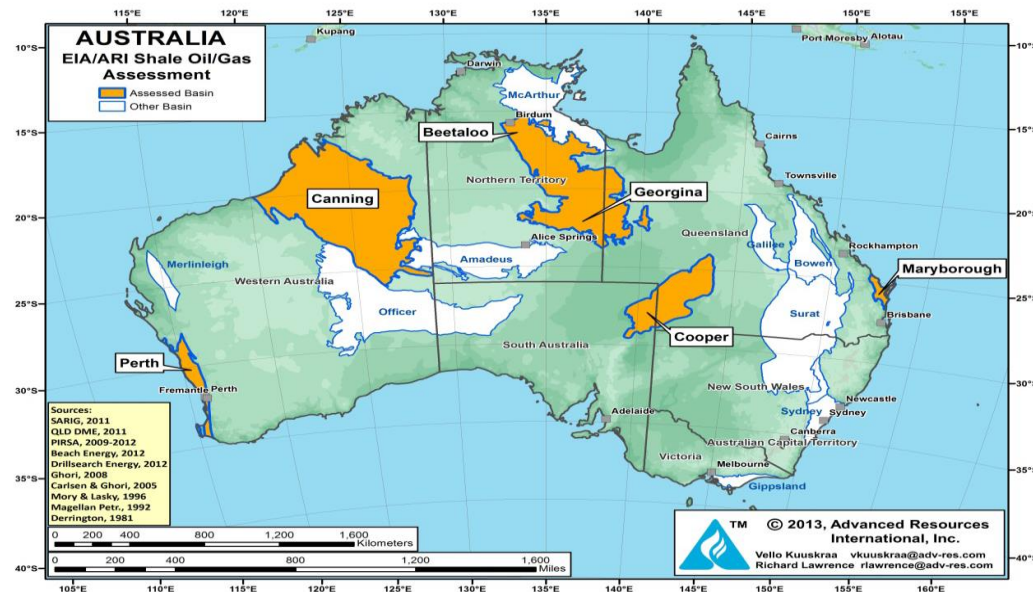 115°E 120°E 125°E 130°E 135°E 140°E 145°E 150°E 155°E
AUSTRALIA
EIA/ARI Shale Oil/Gas
Assessment
Assessed Basin
Other Basin
Kupang
Port Moresby
Alotau
10°S
10°S
Darwin
McArthur
Birdum
Beetaloo
15°S
15°S
Cairns
Northern Territory
Townsville
Canning
Georgina
20°S
20°S
Queensland
Galilee
Alice Springs
Rockhampton
Amadeus
Bowen
Merlinleigh
Maryborough
Western Australia
25°S
25°S
Officer
Surat
Brisbane
Cooper
South Australia
Perth
New South Wales
30°S
30°S
Fremantle
Perth
Newcastle
Sydney
Sydney
Adelaide
Canberra
Australian Capital Territory
Victoria
Melbourne
Gippsland
35°S
35°S
Sources:
SARIG, 2011
QLD DME, 2011
PIRSA, 2009-2012
Beach Energy, 2012
Drillsearch Energy, 2012
Ghori, 2008
Carlsen & Ghori, 2005
Mory & Lasky, 1996
Magellan Petr., 1992
Derrington, 1981
0 200 400 800 1,200 1,600
Kilometers
0 200 400 800 1,200 1,600
Miles
TM
© 2013, Advanced Resources
International, Inc.
Vello Kuuskraa vkuuskraa@adv-res.com
Richard Lawrence rlawrence@adv-res.com
40°S
40°S
105°E 110°E 115°E 120°E 125°E 130°E 135°E 140°E 145°E 150°E 155°E 160°E